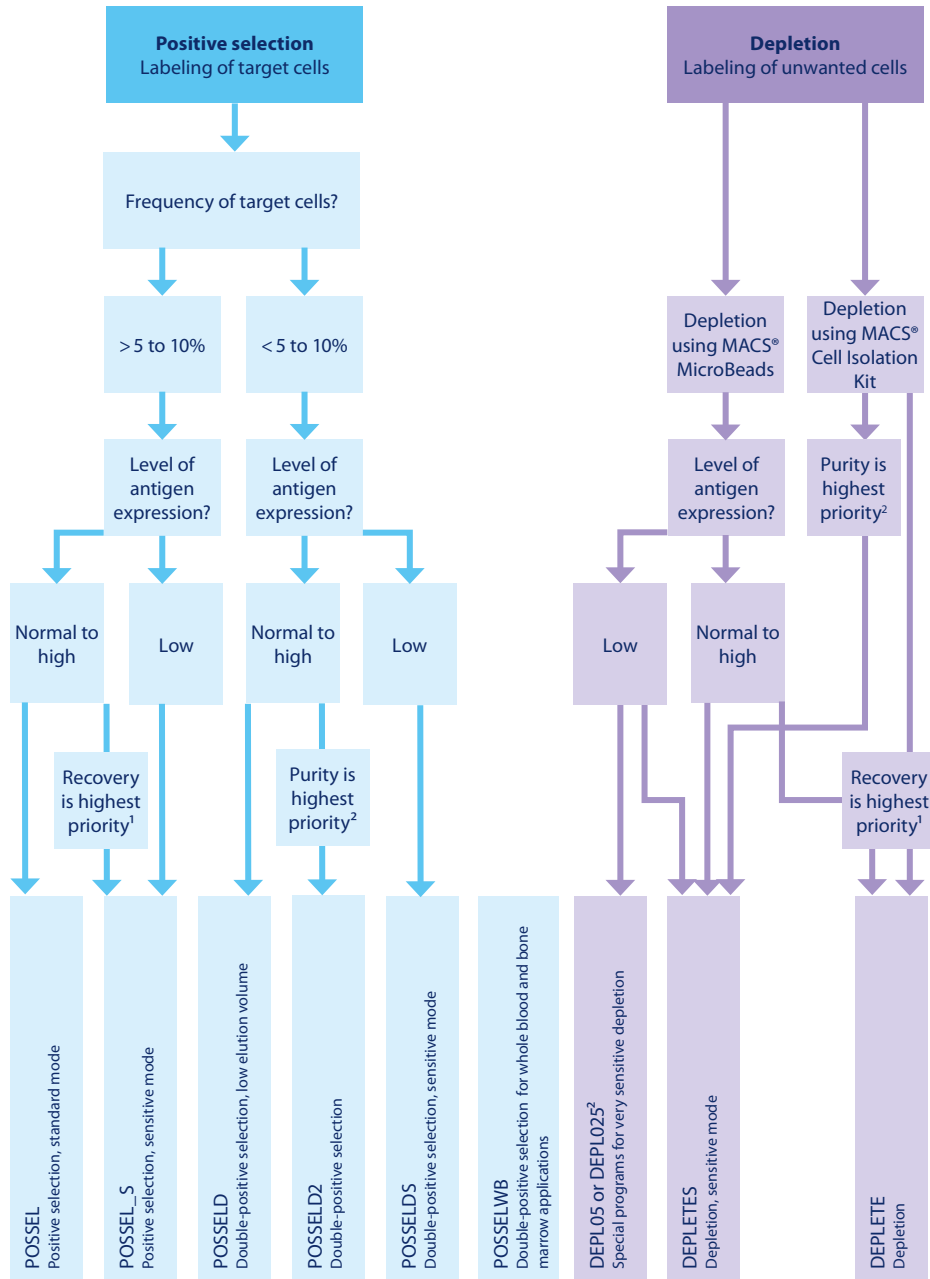 Positive selection
Labeling of target cells
Depletion
Labeling of unwanted cells
Frequency of target cells?
> 5 to 10%
< 5 to 10%
Depletion
using MACS®
MicroBeads
Depletion
using MACS®
Cell Isolation
Kit
Level of
antigen
expression?
Level of
antigen
expression?
Level of
antigen
expression?
Purity is
highest
priority²
Normal to
high
Low
Normal to
high
Low
Low
Normal to
high
Recovery
is highest
priority¹
Purity is
highest
priority²
Recovery
is highest
priority¹
POSSEL
Positive selection, standard mode
POSSEL_S
Positive selection, sensitive mode
POSSELD
Double-positive selection, low elution volume
POSSELD2
Double-positive selection
POSSELDS
Double-positive selection, sensitive mode
POSSELWB
Double-positive selection for whole blood and bone
marrow applications
DEPL05 or DEPL025²
Special programs for very sensitive depletion
DEPLETES
Depletion, sensitive mode
DEPLETE
Depletion